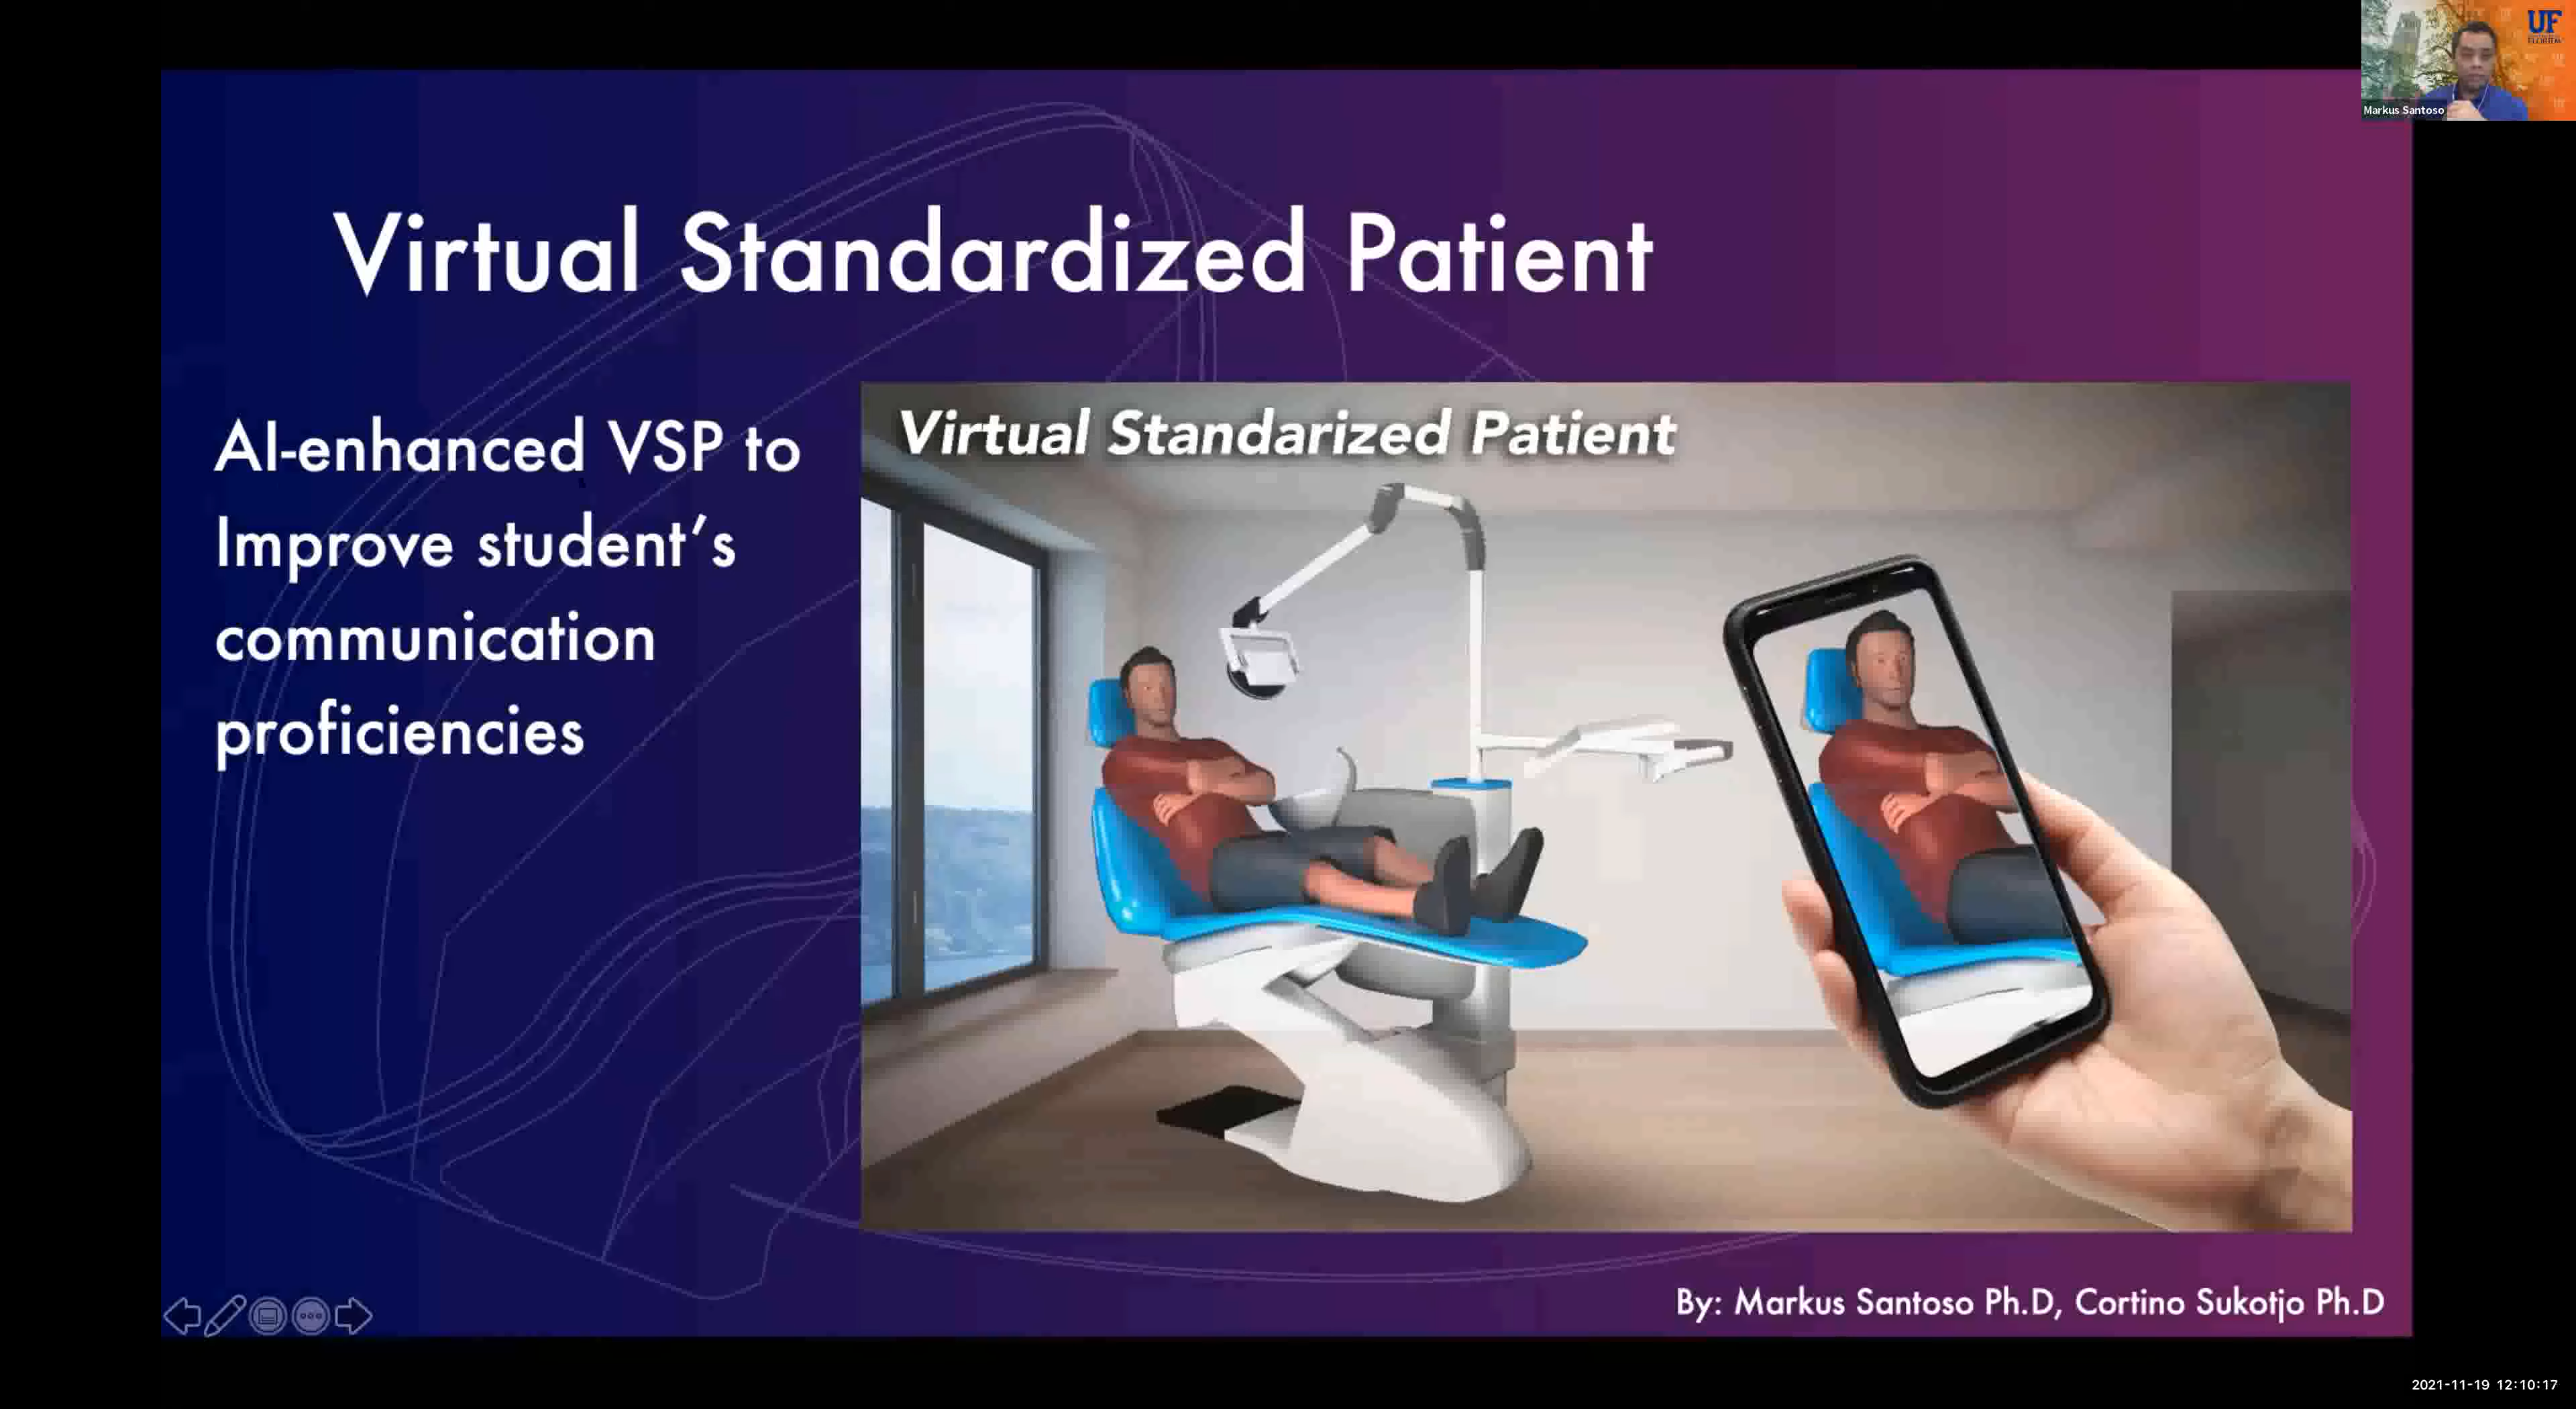 UF
FLORIDA
Markus Santoso
Virtual Standardized Patient
AI-enhanced VSP to
Improve student’s
communication
proficiencies
Virtual Standarized Patient
By: Markus Santoso Ph.D, Cortino Sukotjo Ph.D
2021-11-19 12:10:17